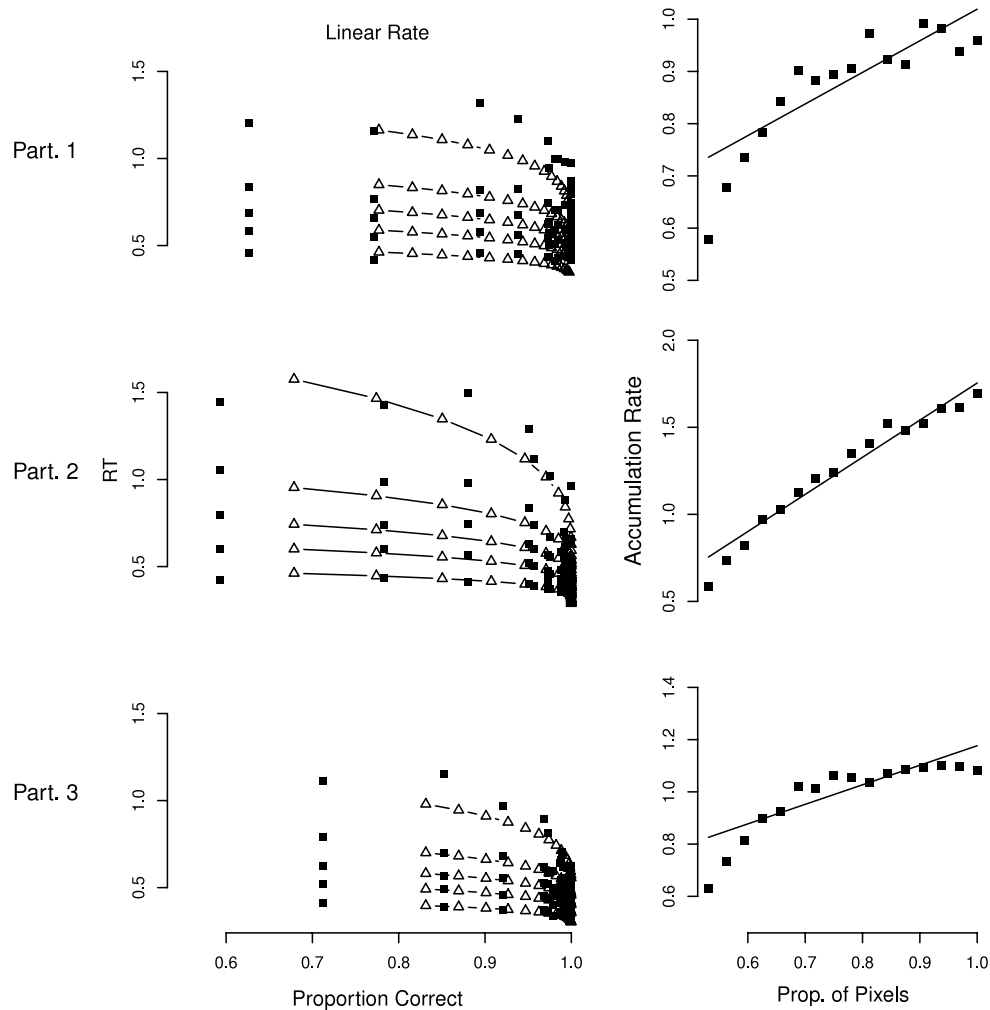 Linear Rate
Part. 1
0.5
1.0
1.5
0.5
0.6
0.7
0.8
0.9
1.0
Part. 2
RT
0.5
1.0
1.5
Accumulation Rate
0.5
1.0
1.5
2.0
Part. 3
0.5
1.0
1.5
0.6
0.8
1.0
1.2
1.4
0.6 0.7 0.8 0.9 1.0
Proportion Correct
0.6 0.7 0.8 0.9 1.0
Prop. of Pixels